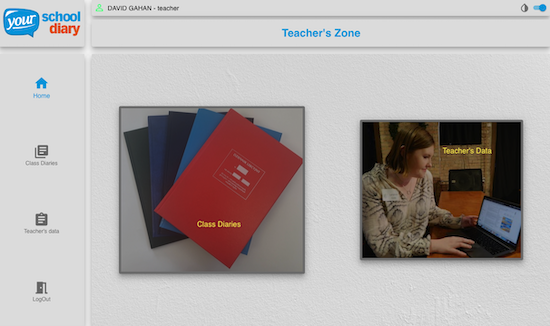 your school
diary
DAVID GAHAN - teacher
Teacher's Zone
Home
Class Diaries
Teacher's data
LogOut
Class Diaries
Teacher's Data